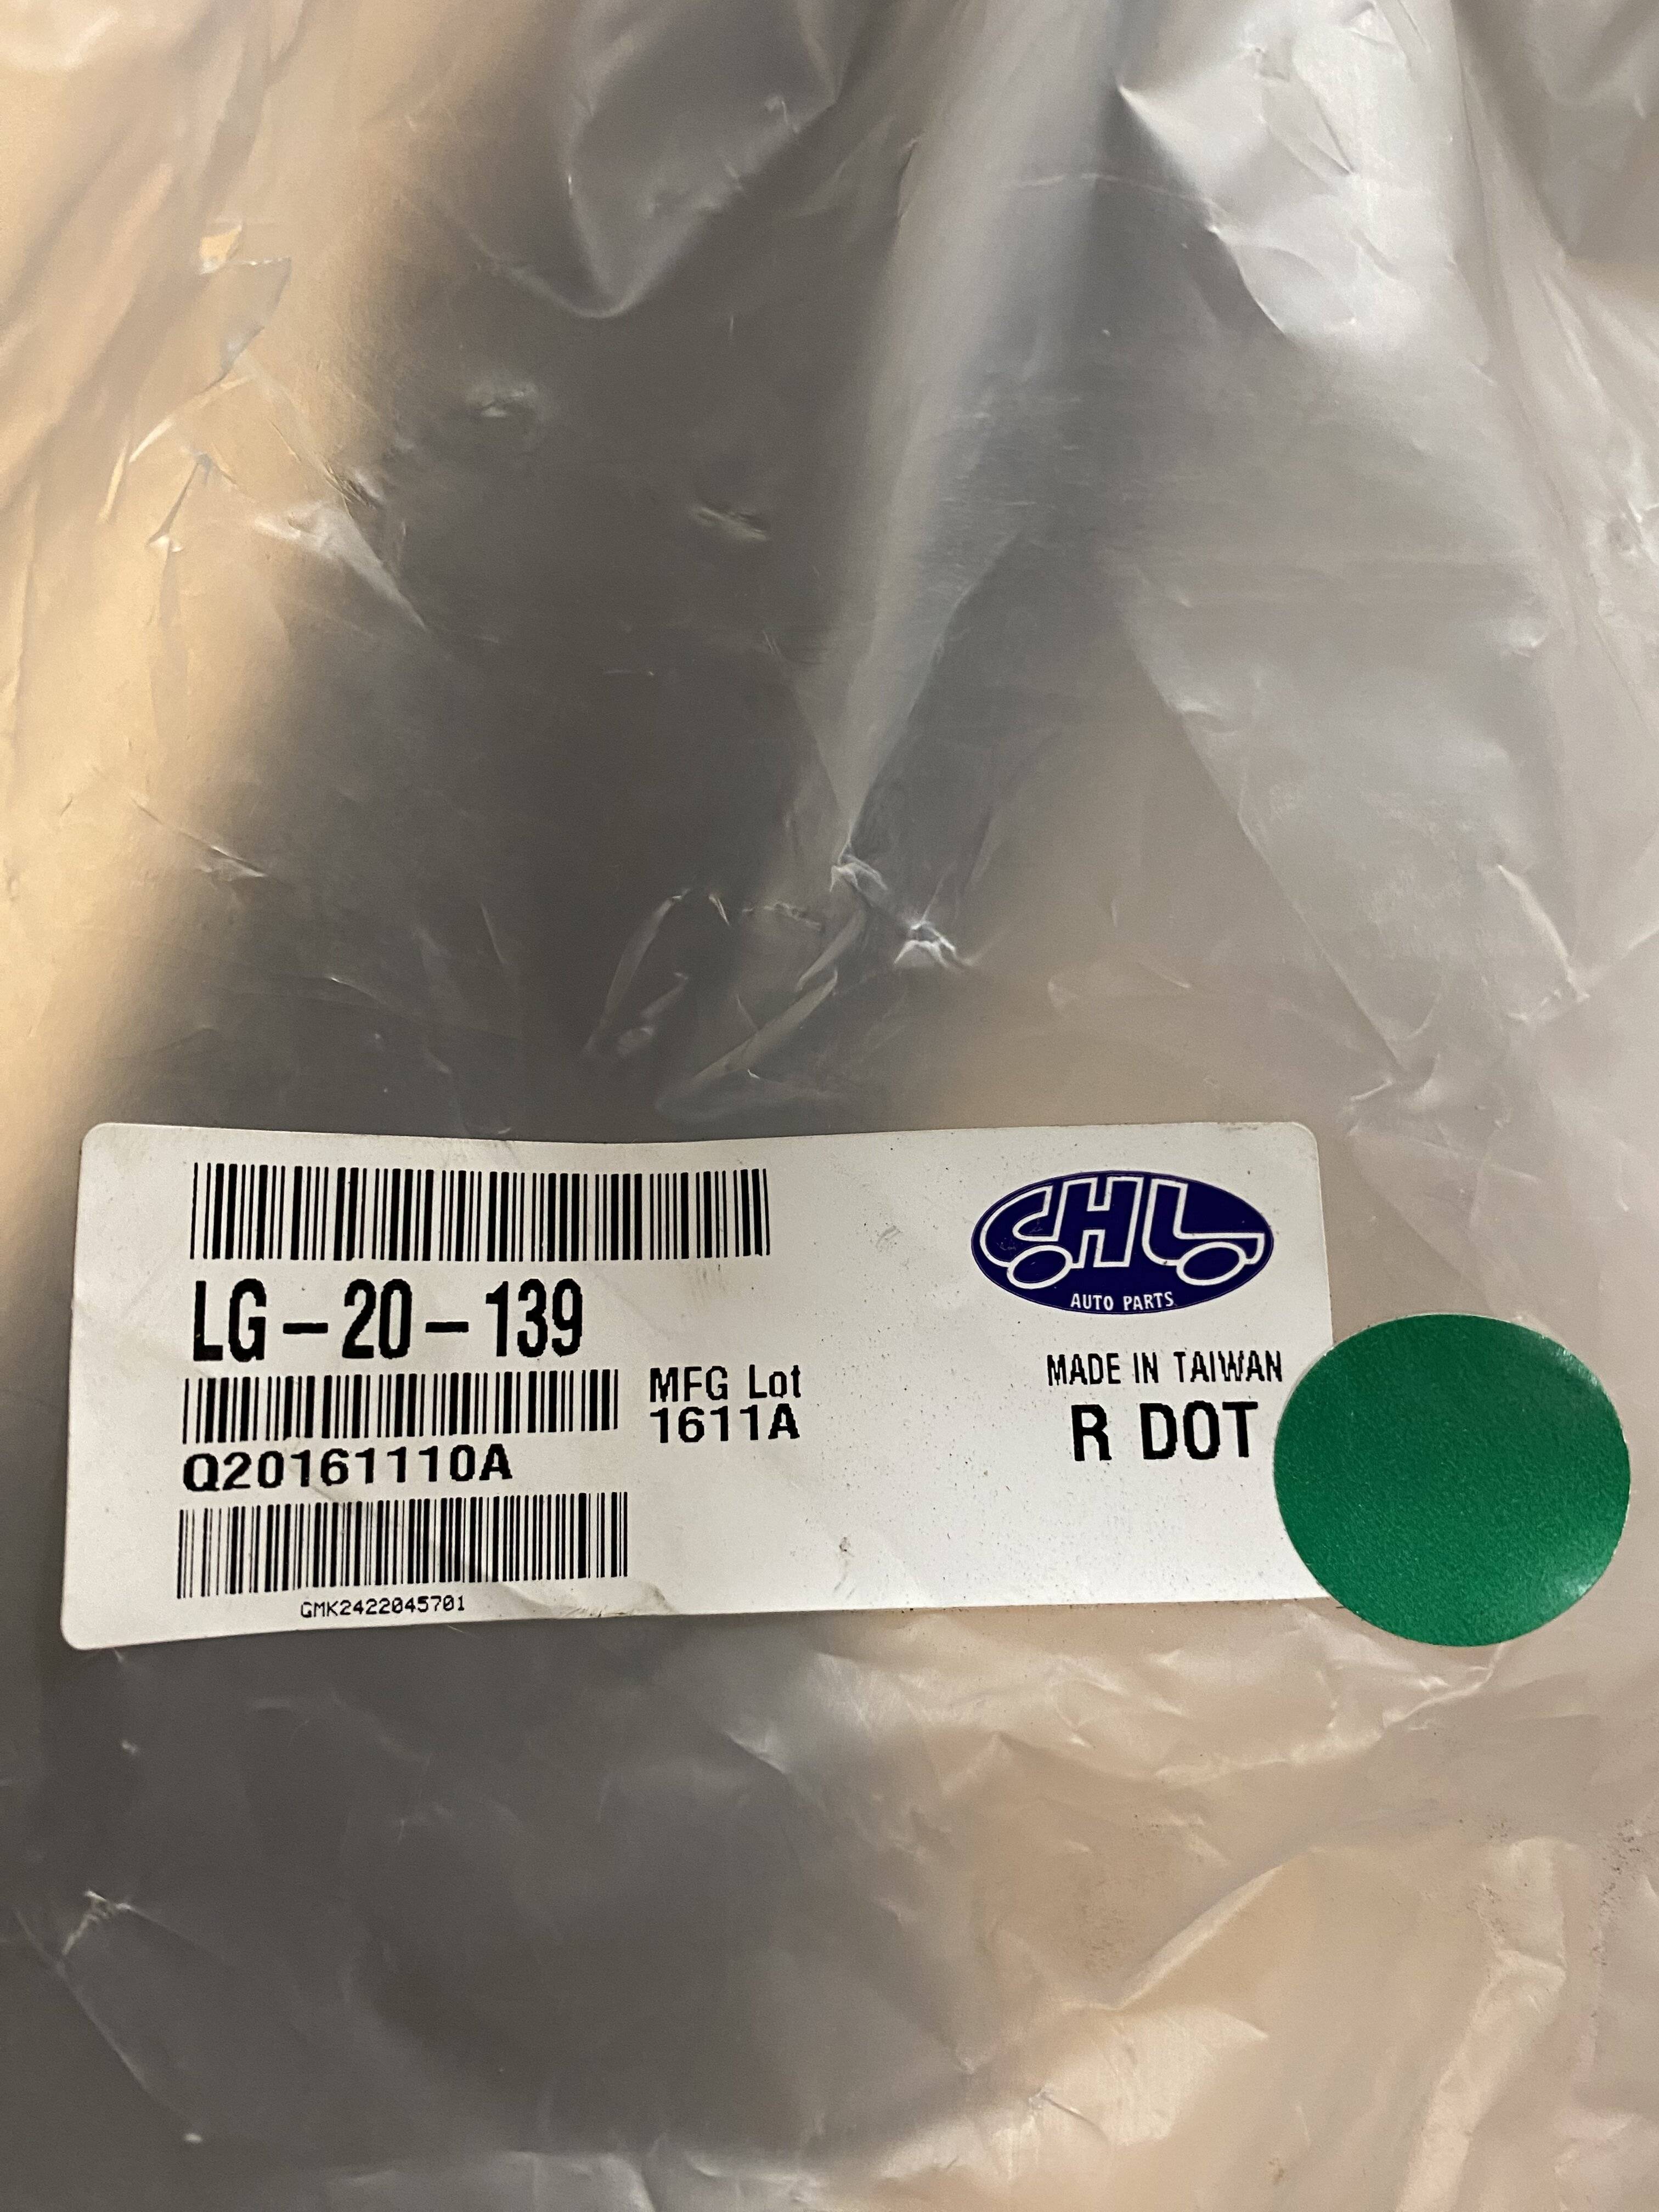 LG-20-139
MFG Lot
1611A
Q20161110A
GMK2422045701
CHL
AUTO PARTS
MADE IN TAIWAN
R DOT